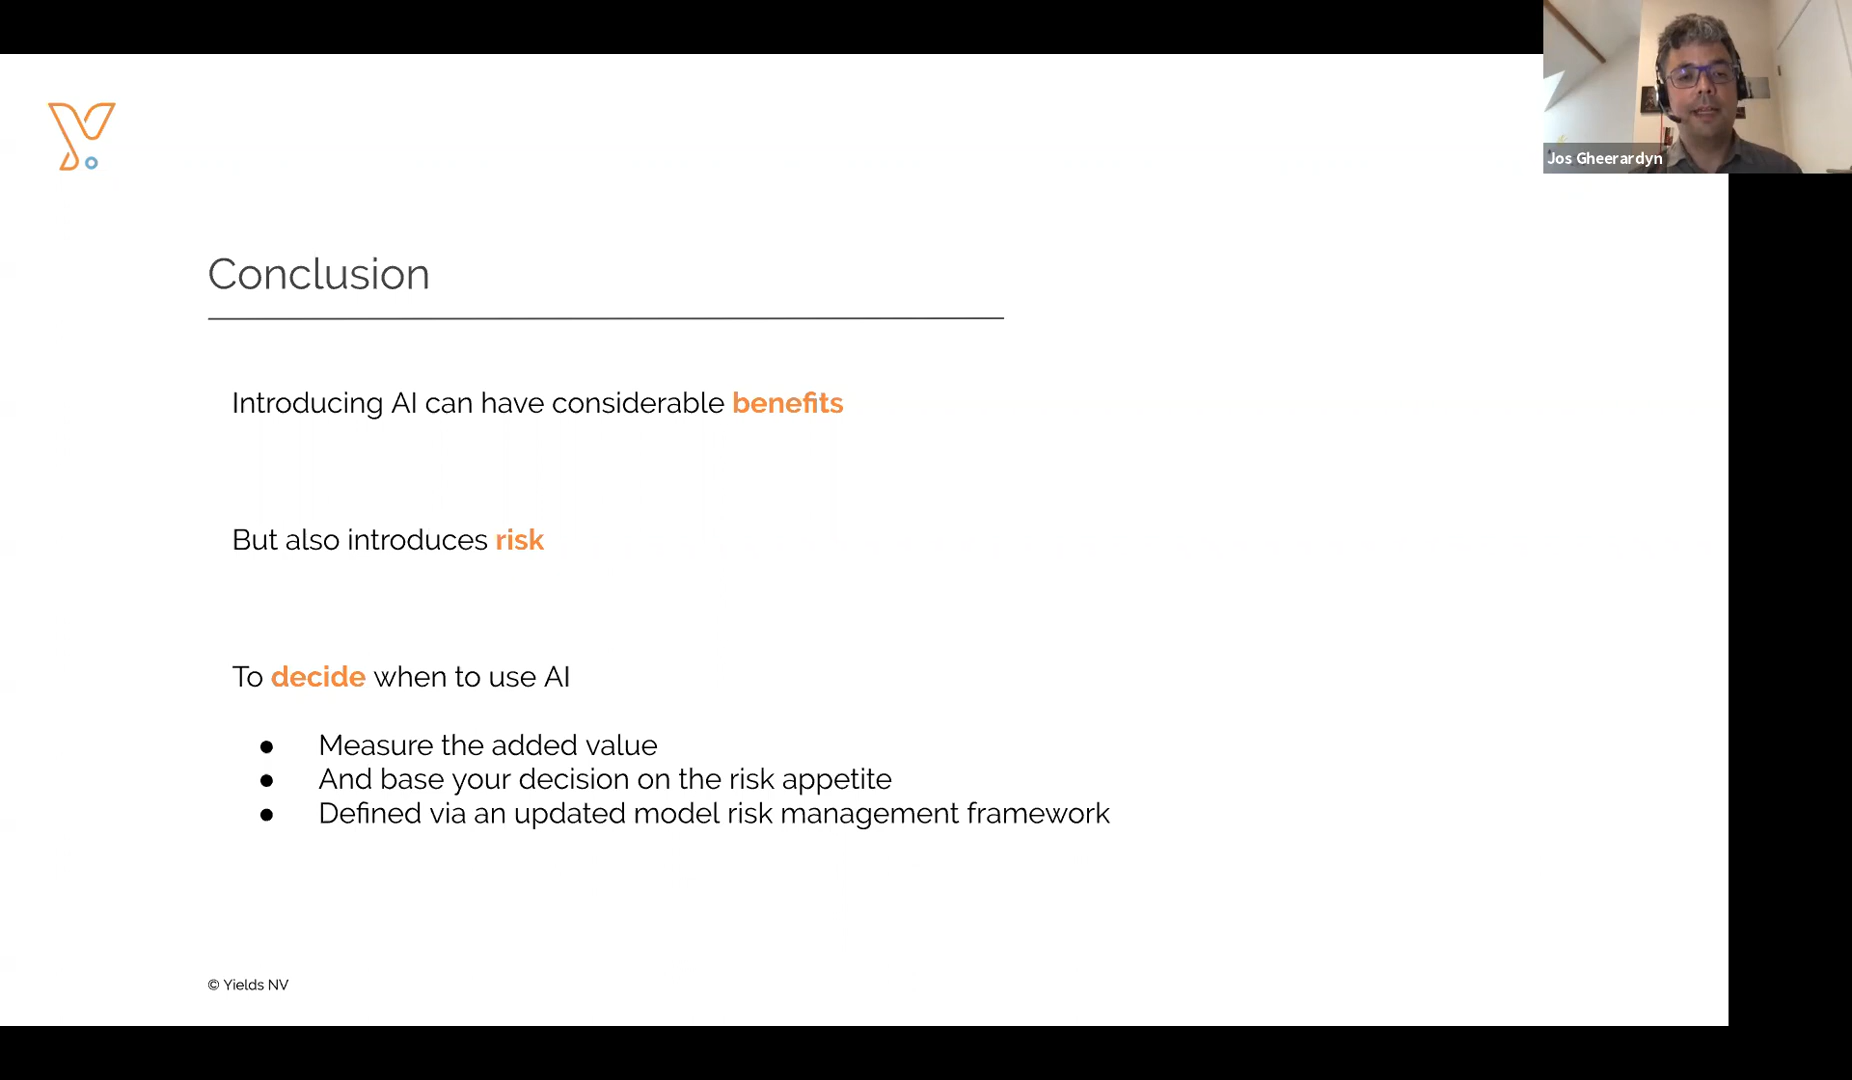 Jos Gheerardyn
Conclusion
Introducing AI can have considerable benefits
But also introduces risk
To decide when to use AI
● Measure the added value
● And base your decision on the risk appetite
● Defined via an updated model risk management framework
© Yields NV